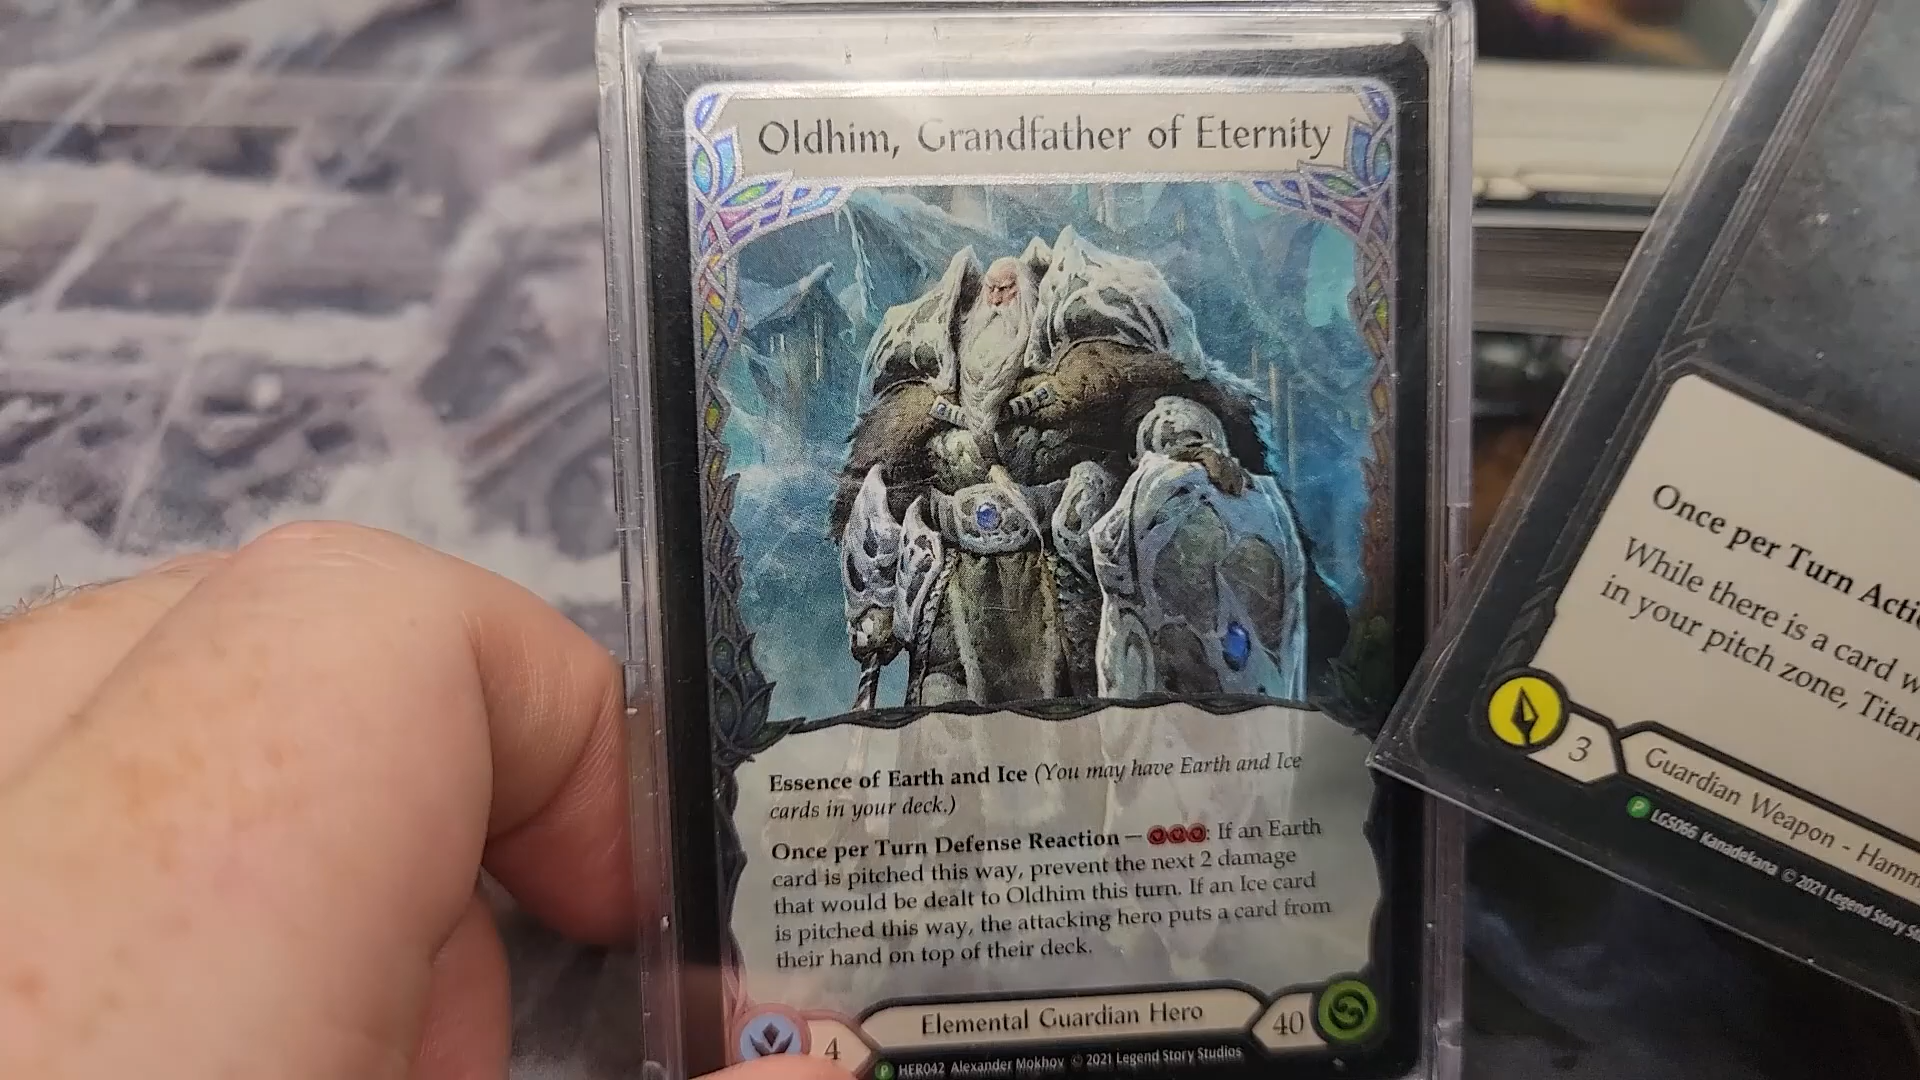 Oldhim, Grandfather of Eternity
Essence of Earth and Ice (You may have Earth and Ice
cards in your deck.)
Once per Turn Defense Reaction — : If an Earth
card is pitched this way, prevent the next 2 damage
that would be dealt to Oldhim this turn. If an Ice card
is pitched this way, the attacking hero puts a card from
their hand on top of their deck.
4
Elemental Guardian Hero
40
P HER042 Alexander Mokhov © 2021 Legend Story Studios
Once per Turn Acti
While there is a card w
in your pitch zone, Titan
3
Guardian Weapon - Hamm
P LGS066 Kanadekana © 2021 Legend Story S